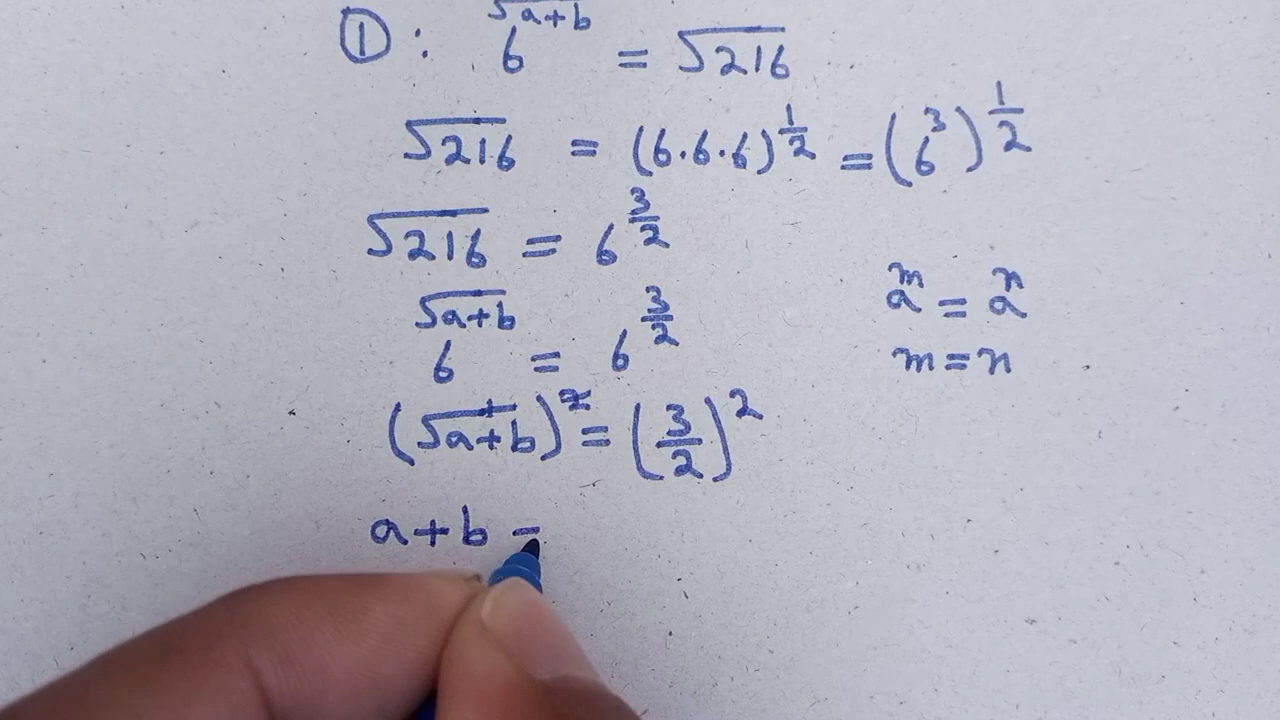 ① : 6^√(a+b) = √216
√216 = (6·6·6)^(1/2) = (6^3)^(1/2)
√216 = 6^(3/2)
6^√(a+b) = 6^(3/2)
a^m = a^n
m = n
(√(a+b))^2 = (3/2)^2
a+b =